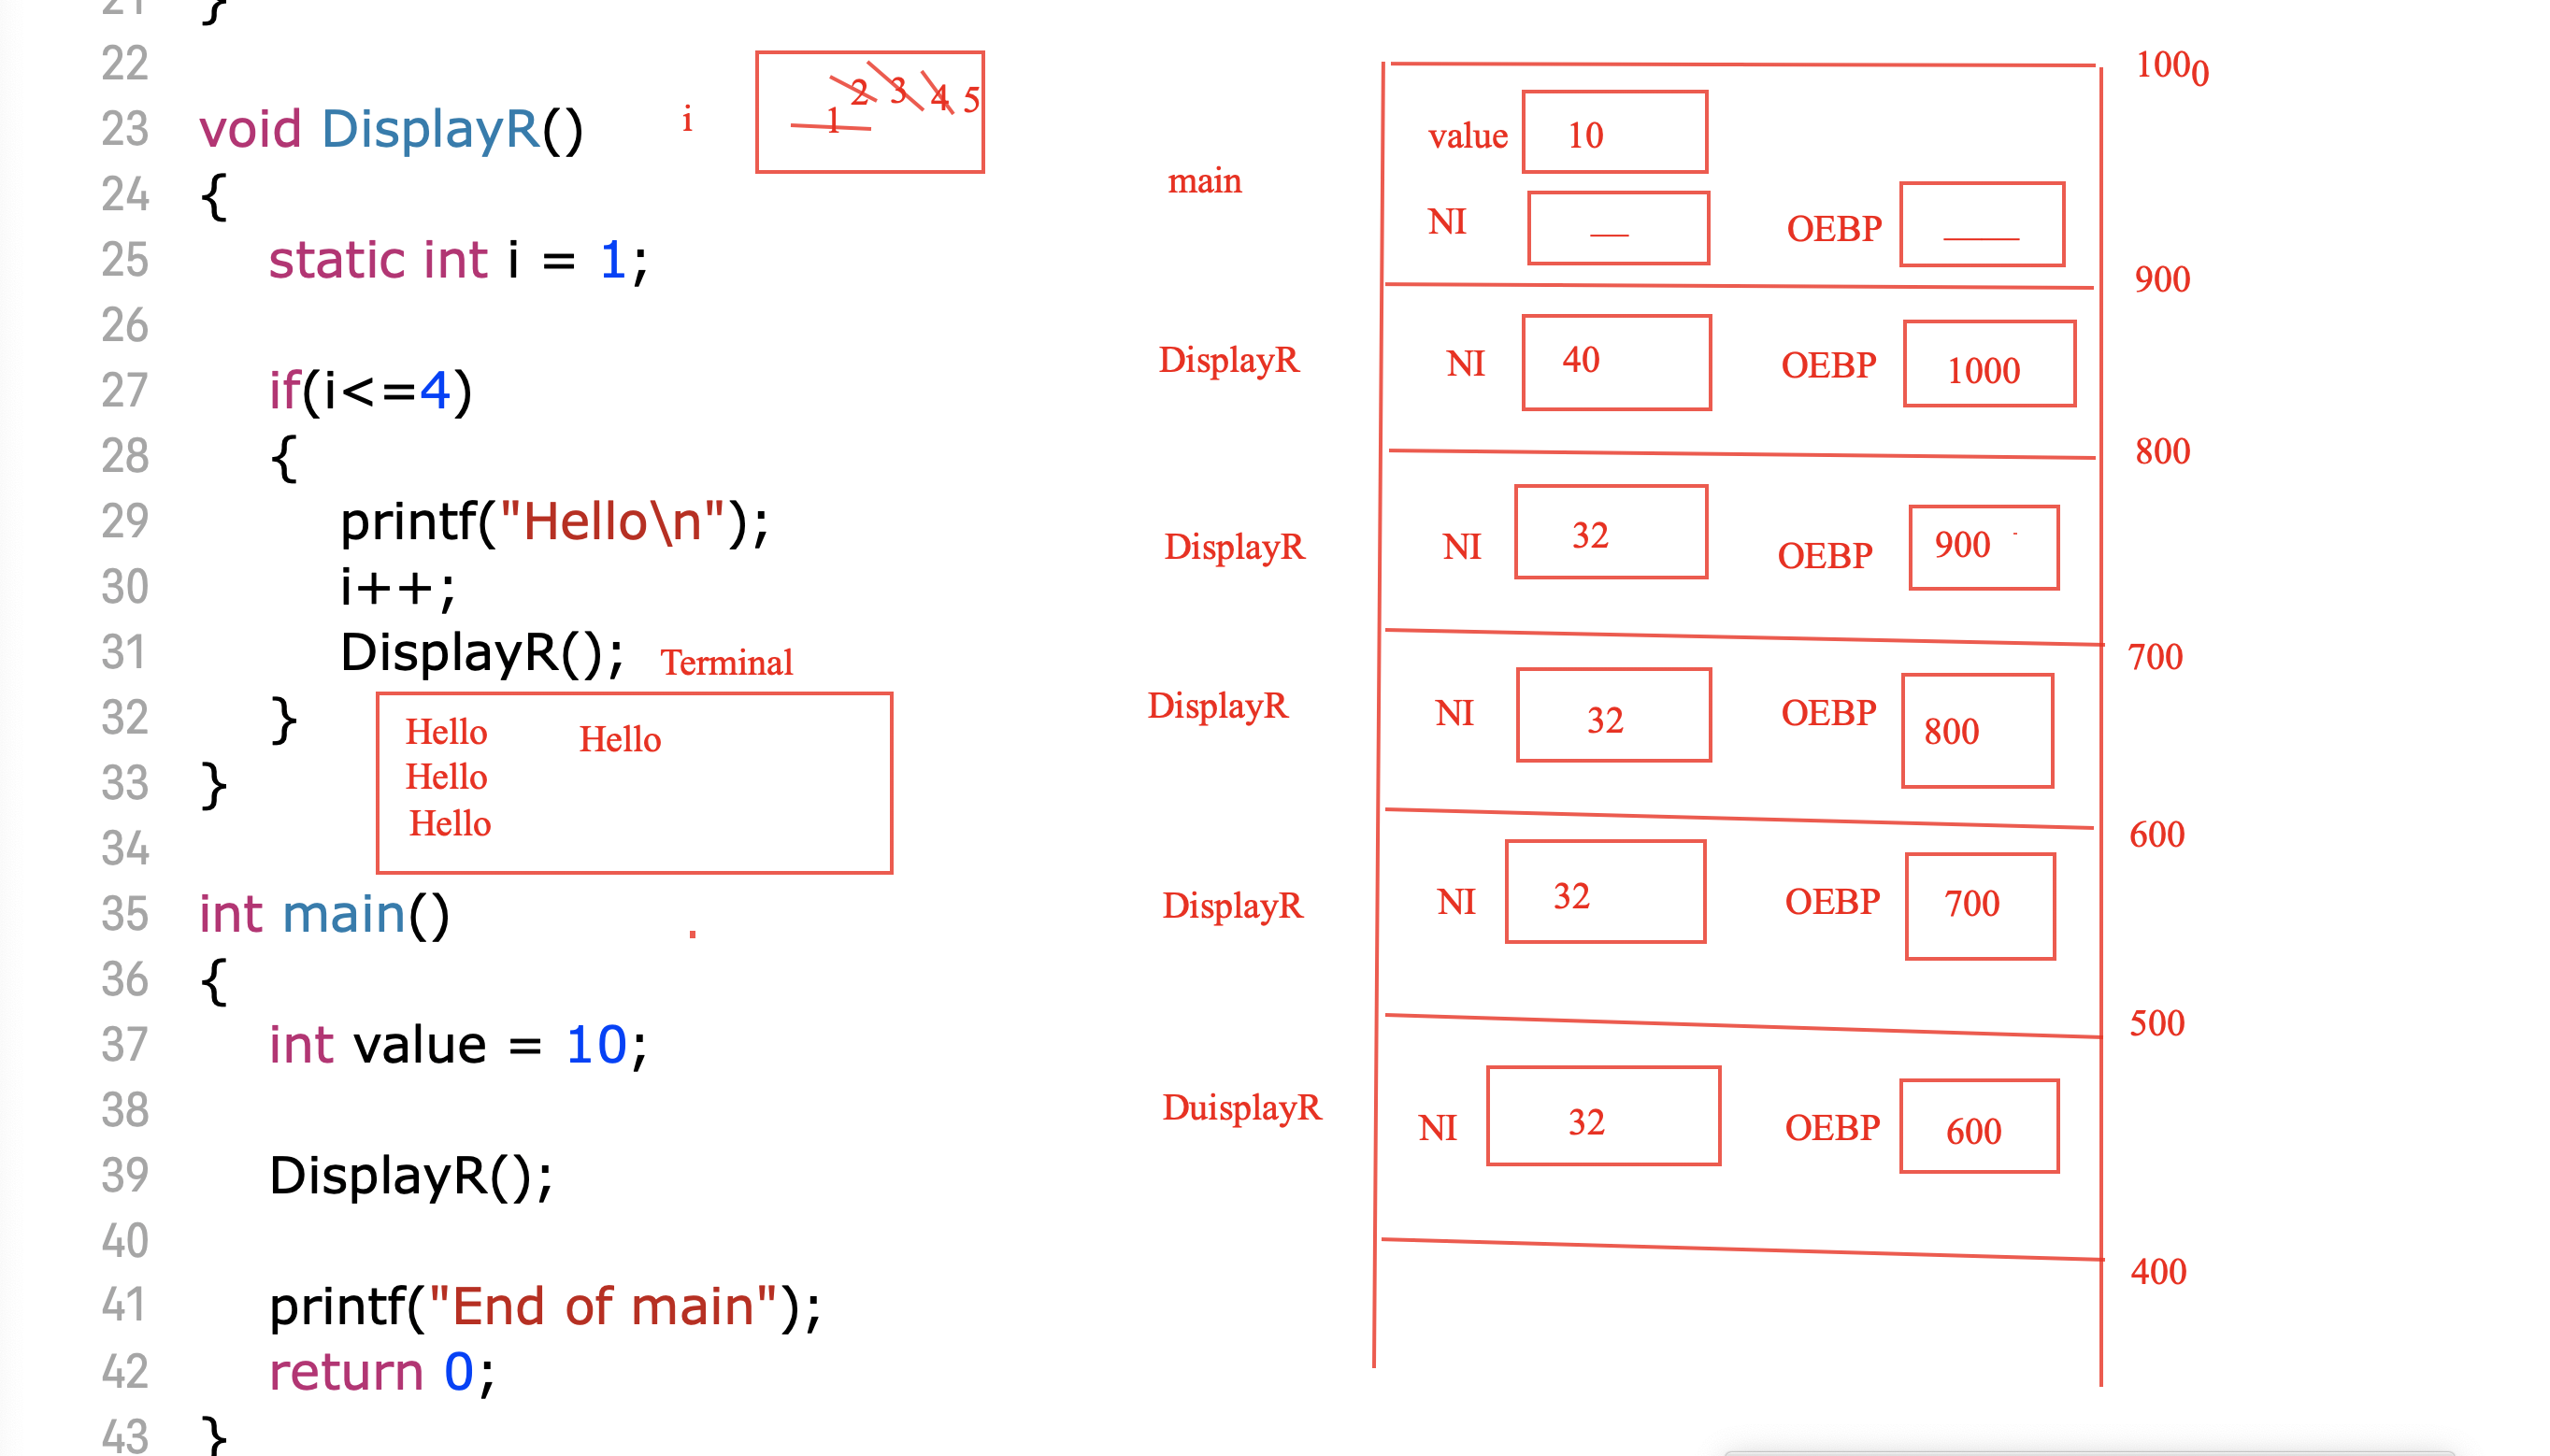 21 }
22
23 void DisplayR()
24 {
25 static int i = 1;
26
27 if(i<=4)
28 {
29 printf("Hello\n");
30 i++;
31 DisplayR();
32 }
33 }
34
35 int main()
36 {
37 int value = 10;
38
39 DisplayR();
40
41 printf("End of main");
42 return 0;
43 }
i 1 2 3 4 5
Terminal
Hello Hello
Hello
Hello
1000
main
value 10
NI — OEBP —
900
DisplayR NI 40 OEBP 1000
800
DisplayR NI 32 OEBP 900
700
DisplayR NI 32 OEBP 800
600
DisplayR NI 32 OEBP 700
500
DuisplayR NI 32 OEBP 600
400